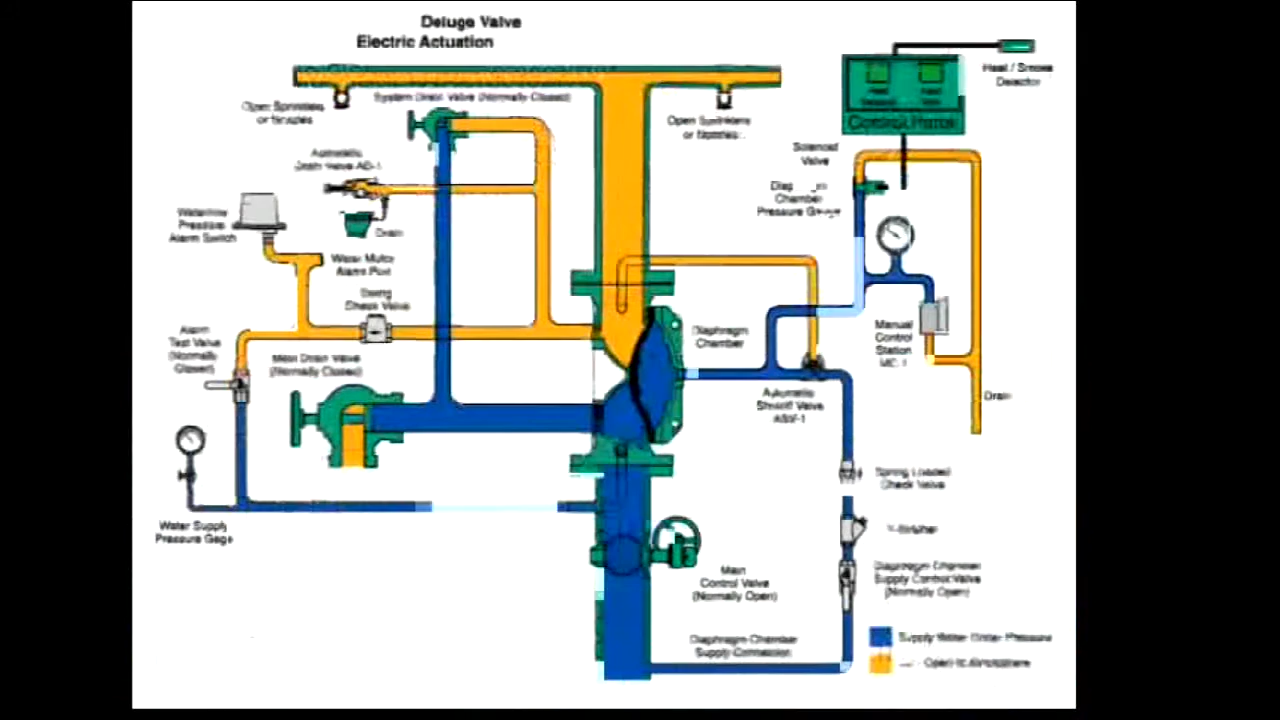 Deluge Valve
Electric Actuation
Heat / Smoke
Detector
Open Sprinklers
or Nozzles
System Drain Valve (Normally Closed)
Open Sprinklers
or Nozzles
Control Panel
Solenoid
Valve
Automatic
Drain Valve AD-1
Chamber
Pressure Gauge
Waterflow
Pressure
Alarm Switch
Drain
Water Motor
Alarm Port
Swing
Check Valve
Alarm
Test Valve
(Normally
Closed)
Main Drain Valve
(Normally Closed)
Diaphragm
Chamber
Manual
Control
Station
MC-1
Automatic
Shutoff Valve
ASV-1
Drain
Spring Loaded
Check Valve
Water Supply
Pressure Gage
Y-Strainer
Main
Control Valve
(Normally Open)
Diaphragm Chamber
Supply Control Valve
(Normally Open)
Diaphragm Chamber
Supply Connection
Supply Water Under Pressure
Open to Atmosphere